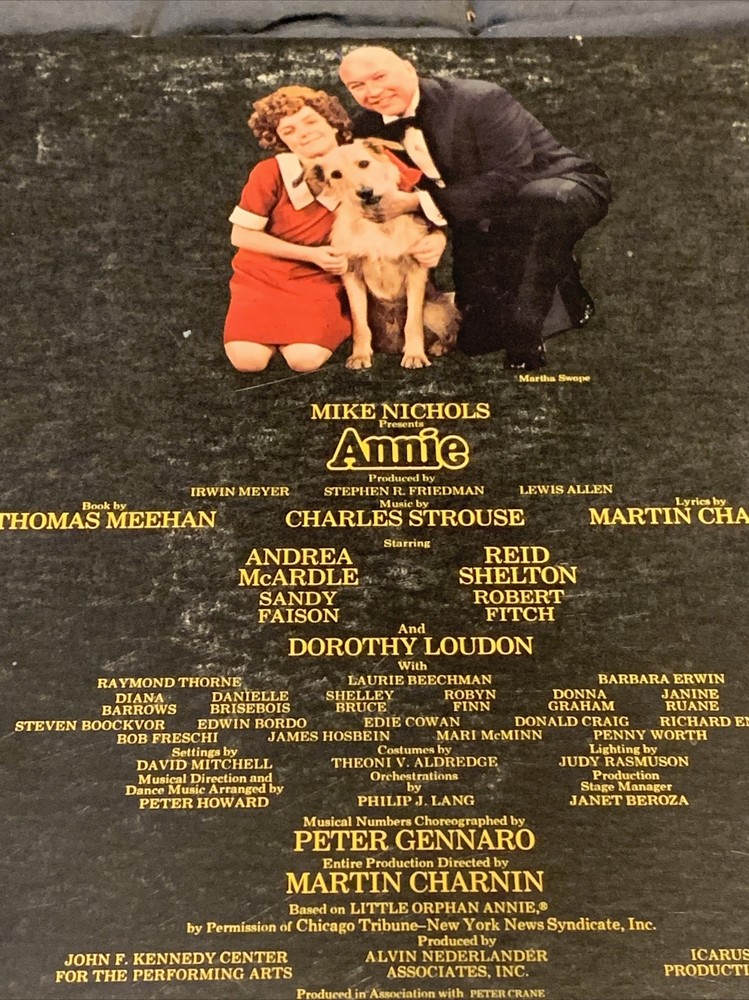 Martha Swope
MIKE NICHOLS
Presents
Annie
Produced by
IRWIN MEYER STEPHEN R. FRIEDMAN LEWIS ALLEN
Book by Music by Lyrics by
THOMAS MEEHAN CHARLES STROUSE MARTIN CHA
Starring
ANDREA REID
McARDLE SHELTON
SANDY ROBERT
FAISON FITCH
And
DOROTHY LOUDON
With
RAYMOND THORNE LAURIE BEECHMAN BARBARA ERWIN
DIANA DANIELLE SHELLEY ROBYN DONNA JANINE
BARROWS BRISEBOIS BRUCE FINN GRAHAM RUANE
STEVEN BOOCKVOR EDWIN BORDO EDIE COWAN DONALD CRAIG RICHARD EN
BOB FRESCHI JAMES HOSBEIN MARI McMINN PENNY WORTH
Settings by Costumes by Lighting by
DAVID MITCHELL THEONI V. ALDREDGE JUDY RASMUSON
Musical Direction and Orchestrations Production
Dance Music Arranged by by Stage Manager
PETER HOWARD PHILIP J. LANG JANET BEROZA
Musical Numbers Choreographed by
PETER GENNARO
Entire Production Directed by
MARTIN CHARNIN
Based on LITTLE ORPHAN ANNIE,®
by Permission of Chicago Tribune–New York News Syndicate, Inc.
Produced by
JOHN F. KENNEDY CENTER ALVIN NEDERLANDER ICARUS
FOR THE PERFORMING ARTS ASSOCIATES, INC. PRODUCTI
Produced in Association with PETER CRANE